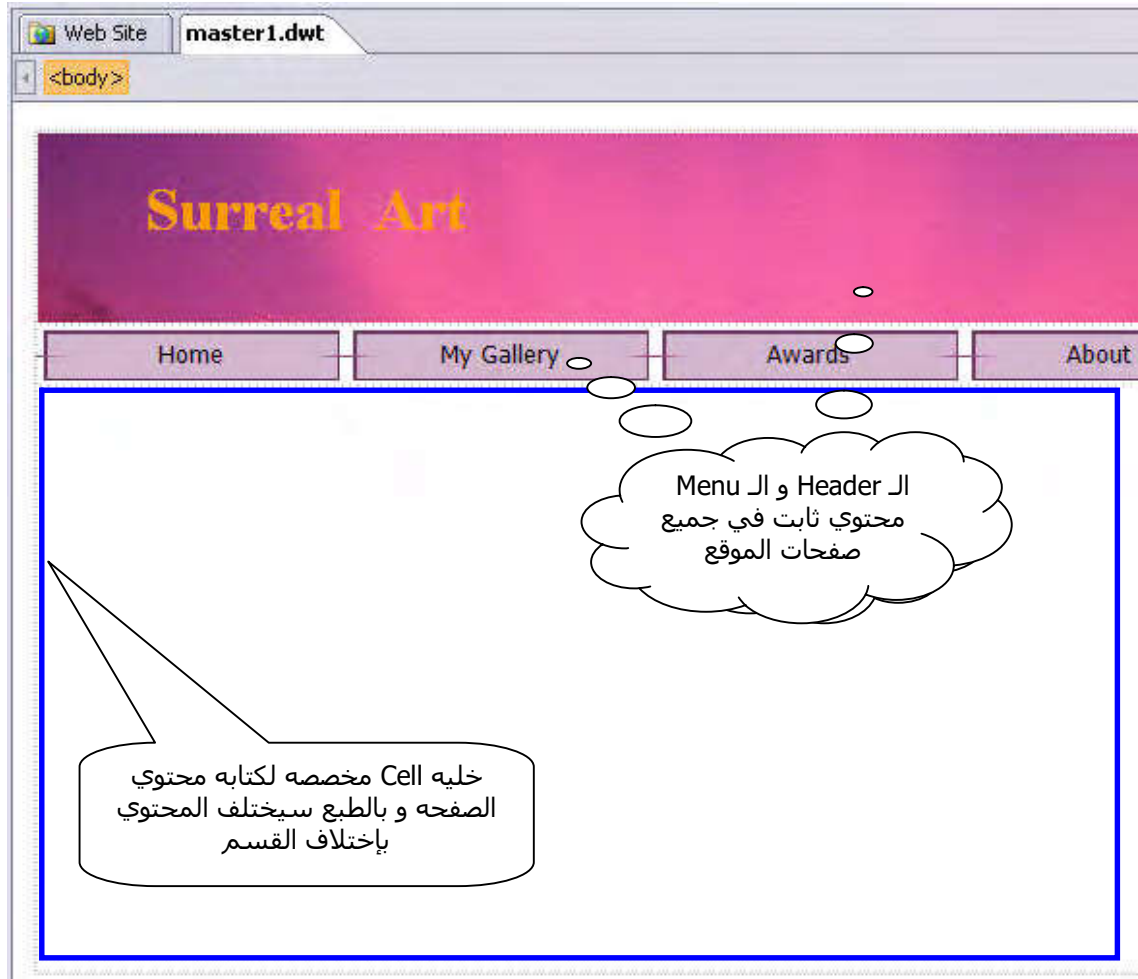 Web Site master1.dwt
<body>
Surreal Art
Home My Gallery Awards About
الـ Header و الـ Menu
محتوي ثابت في جميع
صفحات الموقع
خليه Cell مخصصه لكتابه محتوي
الصفحه و بالطبع سيختلف المحتوي
بإختلاف القسم